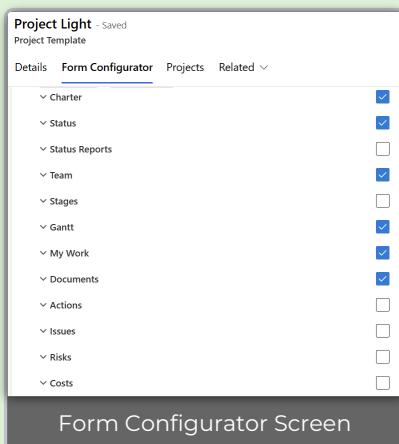 Project Light - Saved
Project Template
Details Form Configurator Projects Related
Charter
Status
Status Reports
Team
Stages
Gantt
My Work
Documents
Actions
Issues
Risks
Costs
Form Configurator Screen